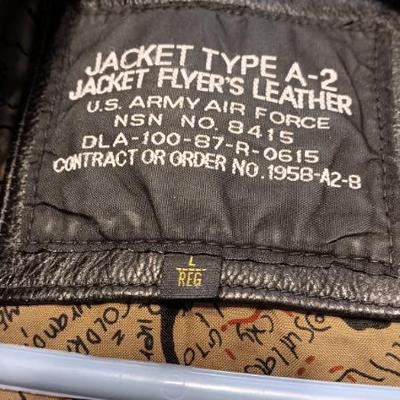 JACKET TYPE A-2
JACKET FLYER'S LEATHER
U.S. ARMY AIR FORCE
NSN NO. 8415
DLA-100-87-R-0615
CONTRACT OR ORDER NO. 1958-A2-8
L
REG